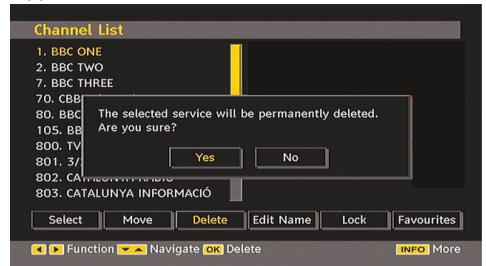 Channel List
1. BBC ONE
2. BBC TWO
7. BBC THREE
70. CBB
80. BBC
105. BB
800. TV
801. 3/
802. CATALUNYA RÀDIO
803. CATALUNYA INFORMACIÓ
The selected service will be permanently deleted.
Are you sure?
Yes No
Select Move Delete Edit Name Lock Favourites
Function Navigate OK Delete INFO More